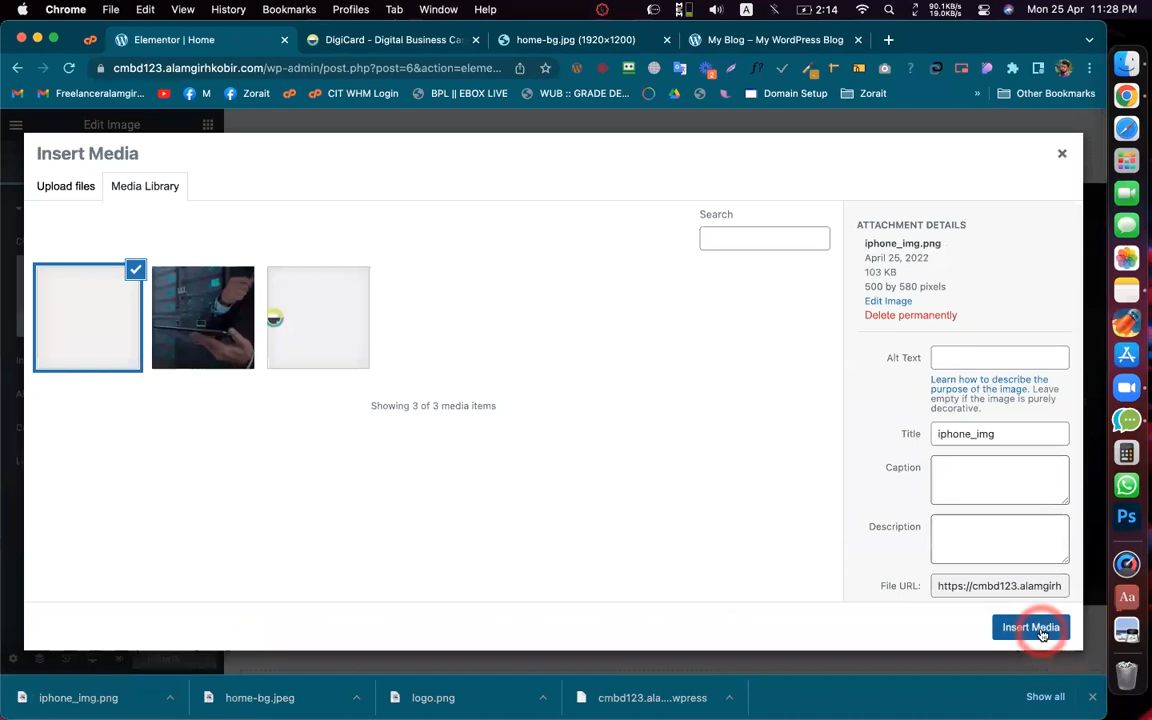 Chrome File Edit View History Bookmarks Profiles Tab Window Help A 2:14 90.1KB/s 19.0KB/s Mon 25 Apr 11:28 PM
Elementor | Home DigiCard - Digital Business Ca home-bg.jpg (1920×1200) My Blog – My WordPress Blog
cmbd123.alamgirhkobir.com/wp-admin/post.php?post=6&action=eleme...
Freelanceralamgir... M Zorait CIT WHM Login BPL || EBOX LIVE WUB :: GRADE DE... Domain Setup Zorait » Other Bookmarks
Edit Image
Insert Media
Upload files Media Library
Search
ATTACHMENT DETAILS
iphone_img.png
April 25, 2022
103 KB
500 by 580 pixels
Edit Image
Delete permanently
Alt Text
Learn how to describe the
purpose of the image. Leave
empty if the image is purely
decorative.
Showing 3 of 3 media items
Title iphone_img
Caption
Description
File URL: https://cmbd123.alamgirh
Insert Media
iphone_img.png home-bg.jpeg logo.png cmbd123.ala....wpress Show all
Ps
Aa